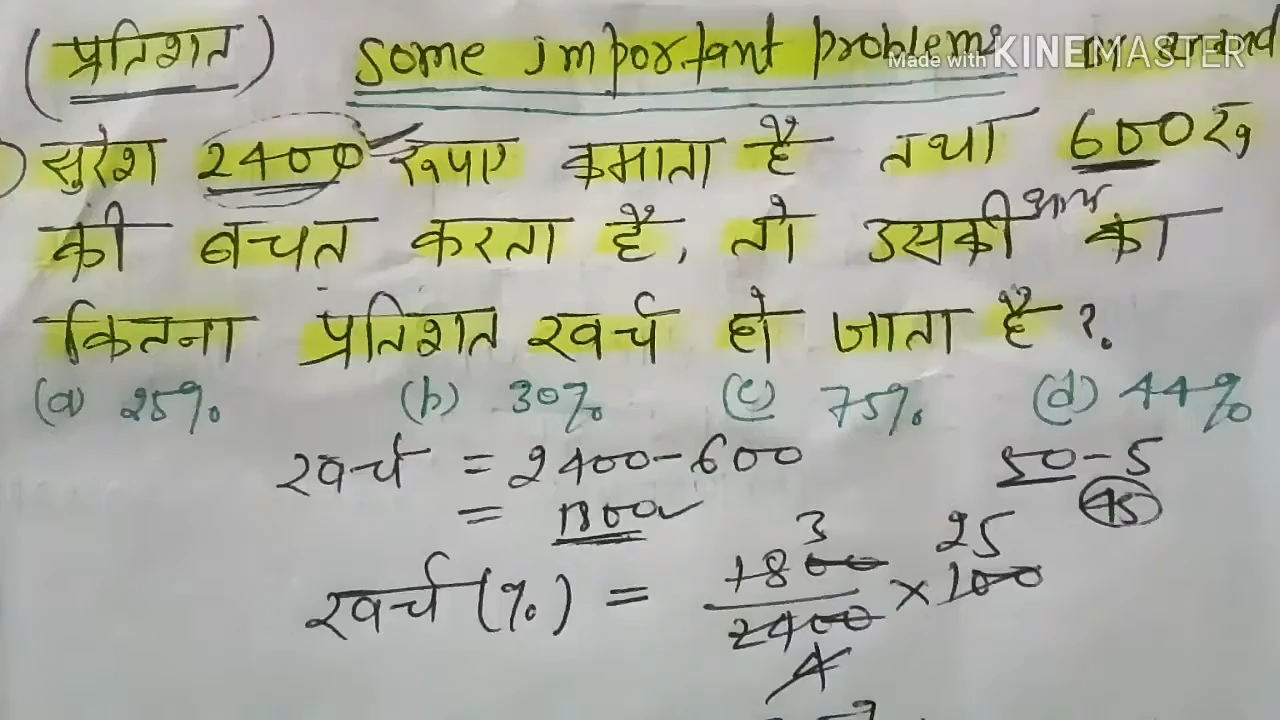 (प्रतिशत) Some important problems
Made with KINEMASTER
सुरेश 2400 रुपए कमाता है तथा 600 रु
की बचत करता है, तो उसकी आय का
कितना प्रतिशत खर्च हो जाता है ?.
(a) 25% (b) 30% (c) 75% (d) 44%
खर्च = 2400-600
50-5
= 1800
45
3 25
खर्च (%) = 1800/2400 × 100
4